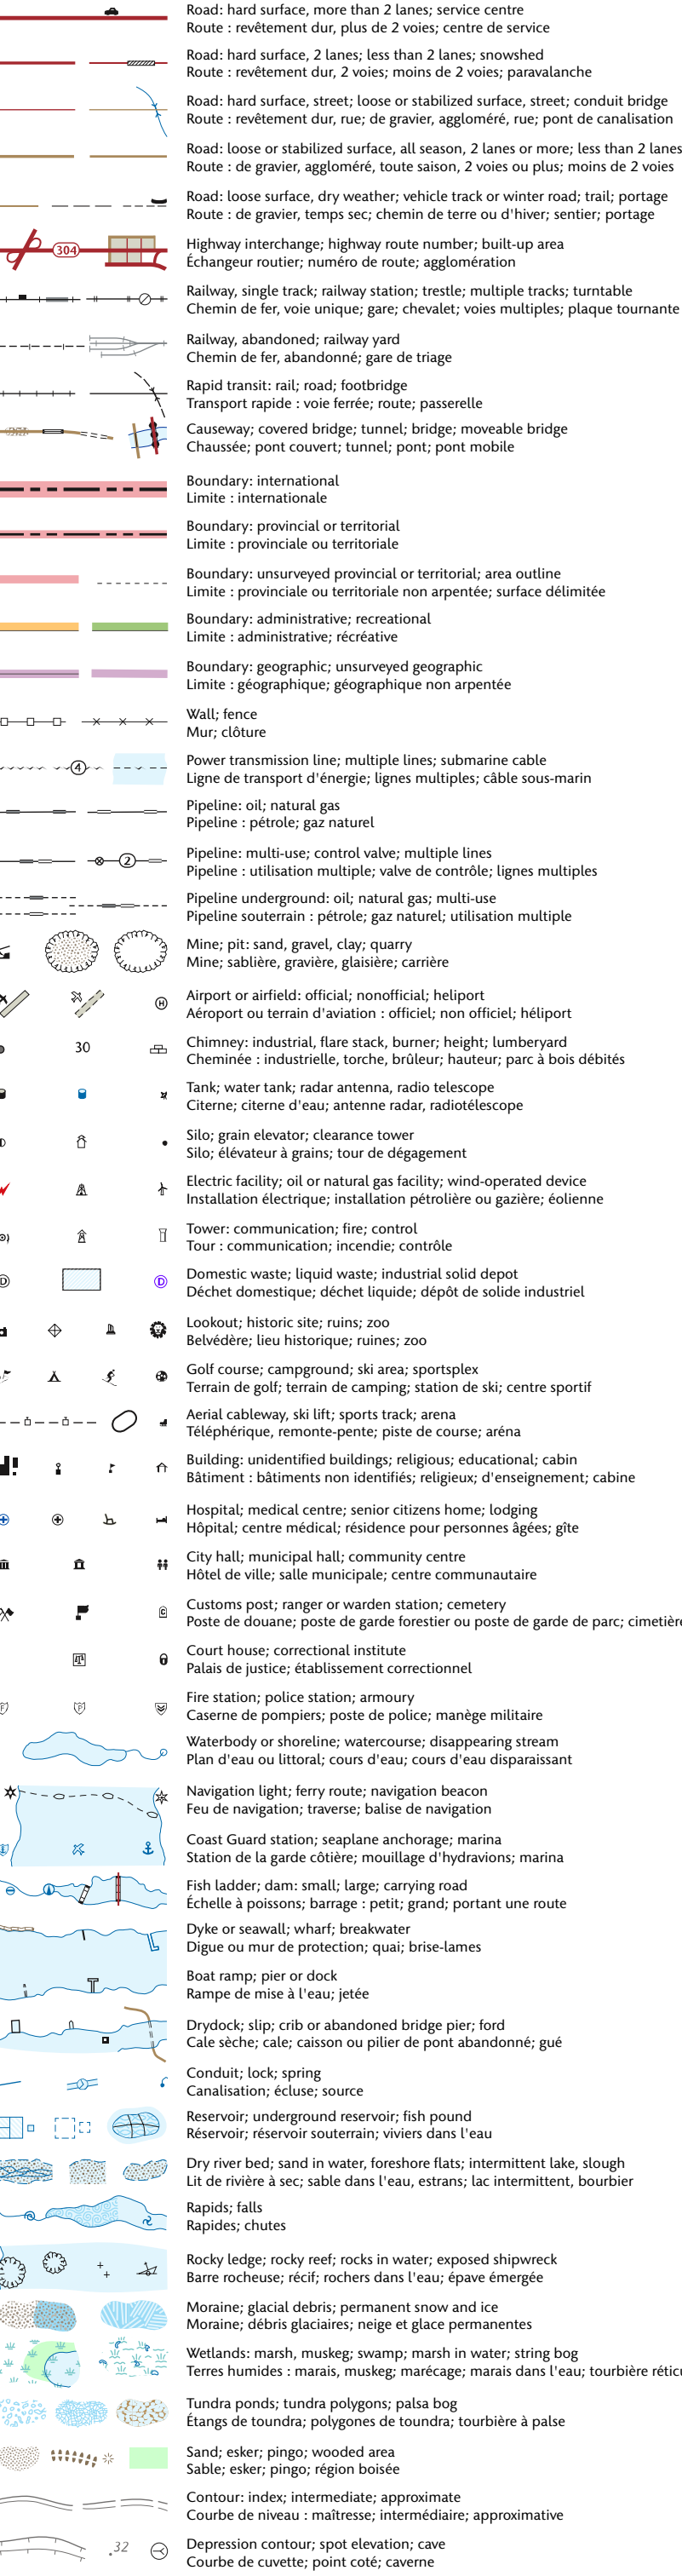 Road: hard surface, more than 2 lanes; service centre
Route : revêtement dur, plus de 2 voies; centre de service
Road: hard surface, 2 lanes; less than 2 lanes; snowshed
Route : revêtement dur, 2 voies; moins de 2 voies; paravalanche
Road: hard surface, street; loose or stabilized surface, street; conduit bridge
Route : revêtement dur, rue; de gravier, aggloméré, rue; pont de canalisation
Road: loose or stabilized surface, all season, 2 lanes or more; less than 2 lanes
Route : de gravier, aggloméré, toute saison, 2 voies ou plus; moins de 2 voies
Road: loose surface, dry weather; vehicle track or winter road; trail; portage
Route : de gravier, temps sec; chemin de terre ou d'hiver; sentier; portage
304
Highway interchange; highway route number; built-up area
Échangeur routier; numéro de route; agglomération
Railway, single track; railway station; trestle; multiple tracks; turntable
Chemin de fer, voie unique; gare; chevalet; voies multiples; plaque tournante
Railway, abandoned; railway yard
Chemin de fer, abandonné; gare de triage
Rapid transit: rail; road; footbridge
Transport rapide : voie ferrée; route; passerelle
Causeway; covered bridge; tunnel; bridge; moveable bridge
Chaussée; pont couvert; tunnel; pont; pont mobile
Boundary: international
Limite : internationale
Boundary: provincial or territorial
Limite : provinciale ou territoriale
Boundary: unsurveyed provincial or territorial; area outline
Limite : provinciale ou territoriale non arpentée; surface délimitée
Boundary: administrative; recreational
Limite : administrative; récréative
Boundary: geographic; unsurveyed geographic
Limite : géographique; géographique non arpentée
Wall; fence
Mur; clôture
4
Power transmission line; multiple lines; submarine cable
Ligne de transport d'énergie; lignes multiples; câble sous-marin
Pipeline: oil; natural gas
Pipeline : pétrole; gaz naturel
2
Pipeline: multi-use; control valve; multiple lines
Pipeline : utilisation multiple; valve de contrôle; lignes multiples
Pipeline underground: oil; natural gas; multi-use
Pipeline souterrain : pétrole; gaz naturel; utilisation multiple
Mine; pit: sand, gravel, clay; quarry
Mine; sablière, gravière, glaisière; carrière
H
Airport or airfield: official; nonofficial; heliport
Aéroport ou terrain d'aviation : officiel; non officiel; héliport
30
Chimney: industrial, flare stack, burner; height; lumberyard
Cheminée : industrielle, torche, brûleur; hauteur; parc à bois débités
Tank; water tank; radar antenna, radio telescope
Citerne; citerne d'eau; antenne radar, radiotélescope
Silo; grain elevator; clearance tower
Silo; élévateur à grains; tour de dégagement
Electric facility; oil or natural gas facility; wind-operated device
Installation électrique; installation pétrolière ou gazière; éolienne
Tower: communication; fire; control
Tour : communication; incendie; contrôle
D D
Domestic waste; liquid waste; industrial solid depot
Déchet domestique; déchet liquide; dépôt de solide industriel
Lookout; historic site; ruins; zoo
Belvédère; lieu historique; ruines; zoo
Golf course; campground; ski area; sportsplex
Terrain de golf; terrain de camping; station de ski; centre sportif
Aerial cableway, ski lift; sports track; arena
Téléphérique, remonte-pente; piste de course; aréna
Building: unidentified buildings; religious; educational; cabin
Bâtiment : bâtiments non identifiés; religieux; d'enseignement; cabine
Hospital; medical centre; senior citizens home; lodging
Hôpital; centre médical; résidence pour personnes âgées; gîte
City hall; municipal hall; community centre
Hôtel de ville; salle municipale; centre communautaire
C
Customs post; ranger or warden station; cemetery
Poste de douane; poste de garde forestier ou poste de garde de parc; cimetière
Court house; correctional institute
Palais de justice; établissement correctionnel
F P
Fire station; police station; armoury
Caserne de pompiers; poste de police; manège militaire
Waterbody or shoreline; watercourse; disappearing stream
Plan d'eau ou littoral; cours d'eau; cours d'eau disparaissant
Navigation light; ferry route; navigation beacon
Feu de navigation; traverse; balise de navigation
Coast Guard station; seaplane anchorage; marina
Station de la garde côtière; mouillage d'hydravions; marina
Fish ladder; dam: small; large; carrying road
Échelle à poissons; barrage : petit; grand; portant une route
Dyke or seawall; wharf; breakwater
Digue ou mur de protection; quai; brise-lames
Boat ramp; pier or dock
Rampe de mise à l'eau; jetée
Drydock; slip; crib or abandoned bridge pier; ford
Cale sèche; cale; caisson ou pilier de pont abandonné; gué
Conduit; lock; spring
Canalisation; écluse; source
Reservoir; underground reservoir; fish pound
Réservoir; réservoir souterrain; viviers dans l'eau
Dry river bed; sand in water, foreshore flats; intermittent lake, slough
Lit de rivière à sec; sable dans l'eau, estrans; lac intermittent, bourbier
Rapids; falls
Rapides; chutes
Rocky ledge; rocky reef; rocks in water; exposed shipwreck
Barre rocheuse; récif; rochers dans l'eau; épave émergée
Moraine; glacial debris; permanent snow and ice
Moraine; débris glaciaires; neige et glace permanentes
Wetlands: marsh, muskeg; swamp; marsh in water; string bog
Terres humides : marais, muskeg; marécage; marais dans l'eau; tourbière
Tundra ponds; tundra polygons; palsa bog
Étangs de toundra; polygones de toundra; tourbière à palse
Sand; esker; pingo; wooded area
Sable; esker; pingo; région boisée
Contour: index; intermediate; approximate
Courbe de niveau : maîtresse; intermédiaire; approximative
.32
Depression contour; spot elevation; cave
Courbe de cuvette; point coté; caverne